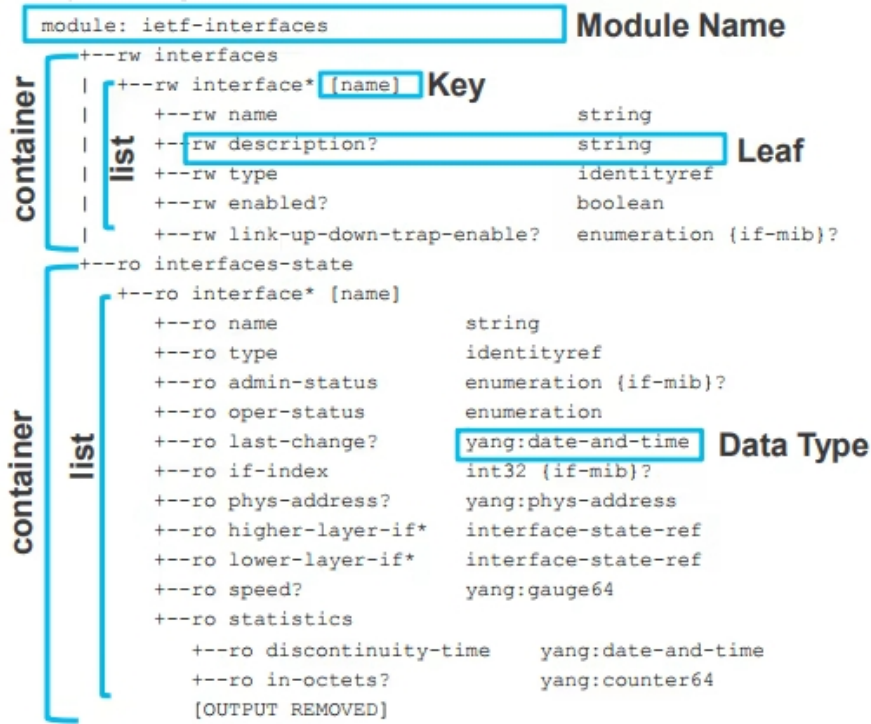 module: ietf-interfaces Module Name
+--rw interfaces
| +--rw interface* [name] Key
| +--rw name string
| +--rw description? string Leaf
| +--rw type identityref
| +--rw enabled? boolean
| +--rw link-up-down-trap-enable? enumeration {if-mib}?
container
list
+--ro interfaces-state
+--ro interface* [name]
+--ro name string
+--ro type identityref
+--ro admin-status enumeration {if-mib}?
+--ro oper-status enumeration
+--ro last-change? yang:date-and-time Data Type
+--ro if-index int32 {if-mib}?
+--ro phys-address? yang:phys-address
+--ro higher-layer-if* interface-state-ref
+--ro lower-layer-if* interface-state-ref
+--ro speed? yang:gauge64
+--ro statistics
+--ro discontinuity-time yang:date-and-time
+--ro in-octets? yang:counter64
[OUTPUT REMOVED]
container
list